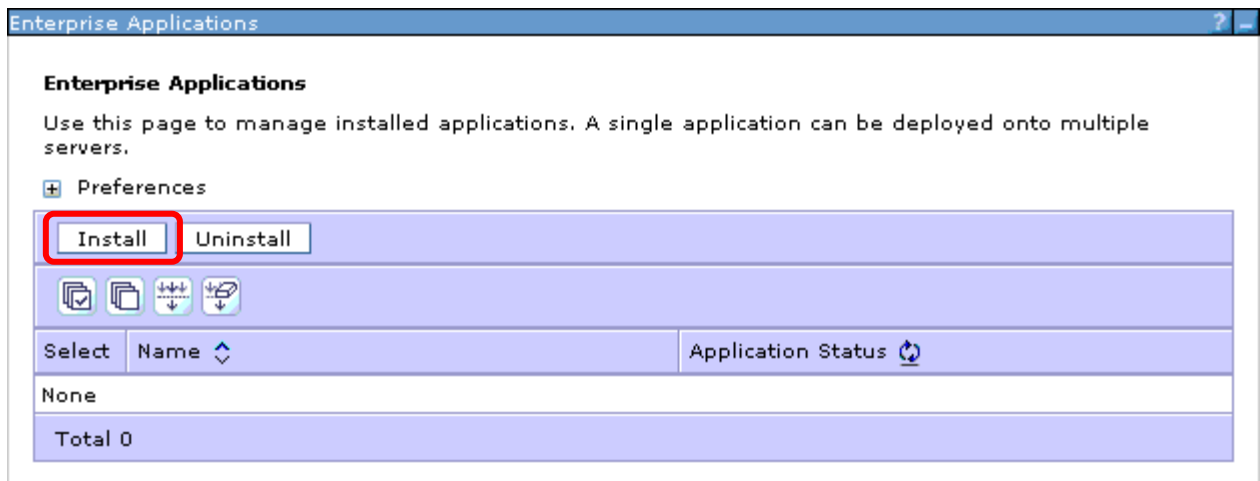 Enterprise Applications ? _
Enterprise Applications
Use this page to manage installed applications. A single application can be deployed onto multiple
servers.
+ Preferences
Install Uninstall
Select Name Application Status
None
Total 0